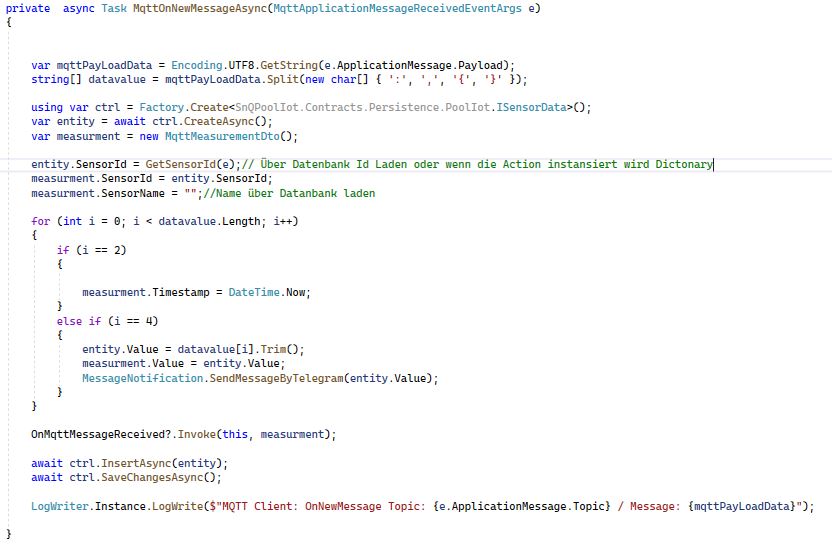 private  async Task MqttOnNewMessageAsync(MqttApplicationMessageReceivedEventArgs e)
{
var mqttPayLoadData = Encoding.UTF8.GetString(e.ApplicationMessage.Payload);
string[] datavalue = mqttPayLoadData.Split(new char[] { ':', ',', '{', '}' });
using var ctrl = Factory.Create<SnQPoolIot.Contracts.Persistence.PoolIot.ISensorData>();
var entity = await ctrl.CreateAsync();
var measurment = new MqttMeasurementDto();
entity.SensorId = GetSensorId(e);// Über Datenbank Id Laden oder wenn die Action instansiert wird Dictonary
measurment.SensorId = entity.SensorId;
measurment.SensorName = "";//Name über Datanbank laden
for (int i = 0; i < datavalue.Length; i++)
{
if (i == 2)
{
measurment.Timestamp = DateTime.Now;
}
else if (i == 4)
{
entity.Value = datavalue[i].Trim();
measurment.Value = entity.Value;
MessageNotification.SendMessageByTelegram(entity.Value);
}
}
OnMqttMessageReceived?.Invoke(this, measurment);
await ctrl.InsertAsync(entity);
await ctrl.SaveChangesAsync();
LogWriter.Instance.LogWrite($"MQTT Client: OnNewMessage Topic: {e.ApplicationMessage.Topic} / Message: {mqttPayLoadData}");
}